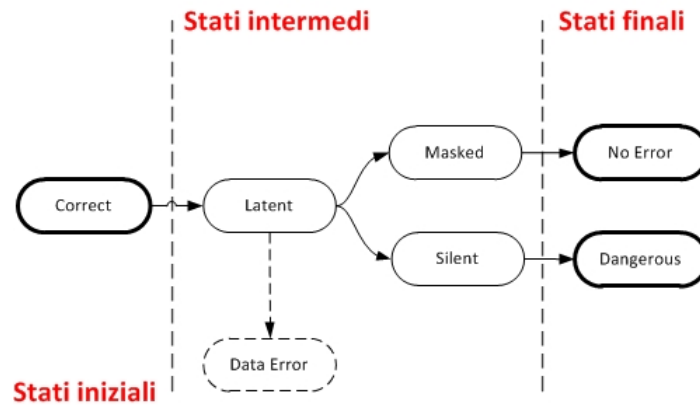 Stati intermedi
Stati finali
Masked
No Error
Correct
Latent
Silent
Dangerous
Data Error
Stati iniziali